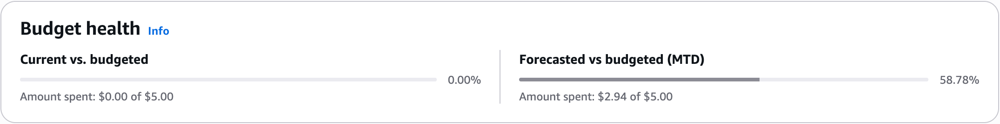 Budget health Info
Current vs. budgeted
0.00%
Amount spent: $0.00 of $5.00
Forecasted vs budgeted (MTD)
58.78%
Amount spent: $2.94 of $5.00